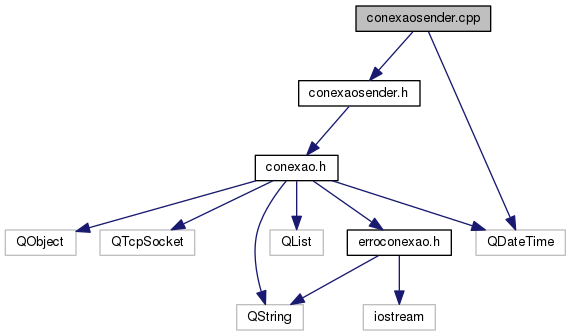 conexaosender.cpp
conexaosender.h
conexao.h
QObject
QTcpSocket
QList
erroconexao.h
QDateTime
QString
iostream